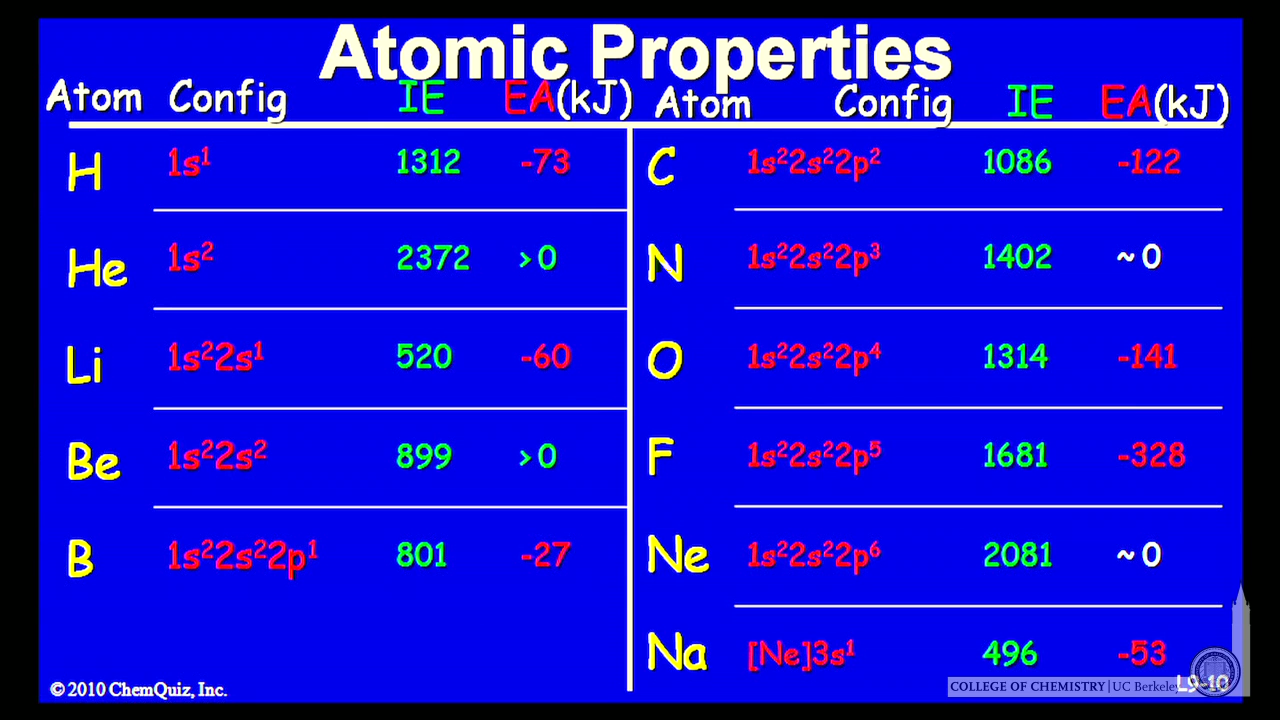 Atomic Properties
Atom Config IE EA(kJ)
H 1s¹ 1312 -73
He 1s² 2372 >0
Li 1s²2s¹ 520 -60
Be 1s²2s² 899 >0
B 1s²2s²2p¹ 801 -27
Atom Config IE EA(kJ)
C 1s²2s²2p² 1086 -122
N 1s²2s²2p³ 1402 ~0
O 1s²2s²2p⁴ 1314 -141
F 1s²2s²2p⁵ 1681 -328
Ne 1s²2s²2p⁶ 2081 ~0
Na [Ne]3s¹ 496 -53
© 2010 ChemQuiz, Inc.
COLLEGE OF CHEMISTRY | UC Berkeley
L9-10